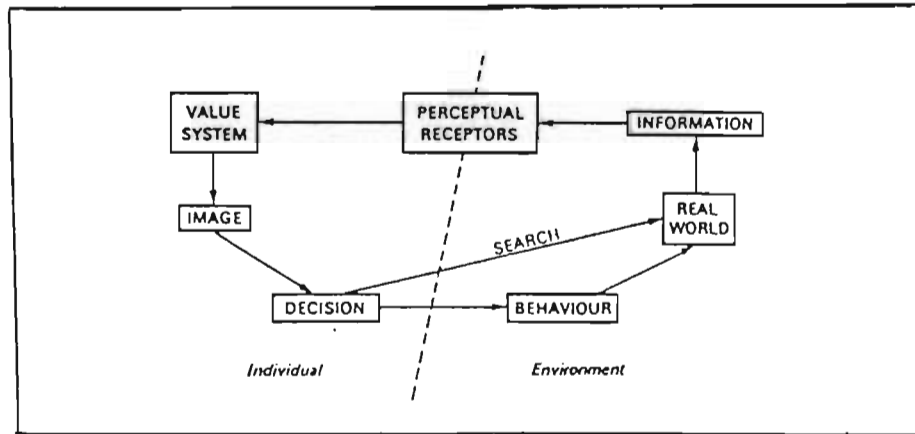 VALUE
SYSTEM
PERCEPTUAL
RECEPTORS
INFORMATION
IMAGE
REAL
WORLD
SEARCH
DECISION
BEHAVIOUR
Individual
Environment